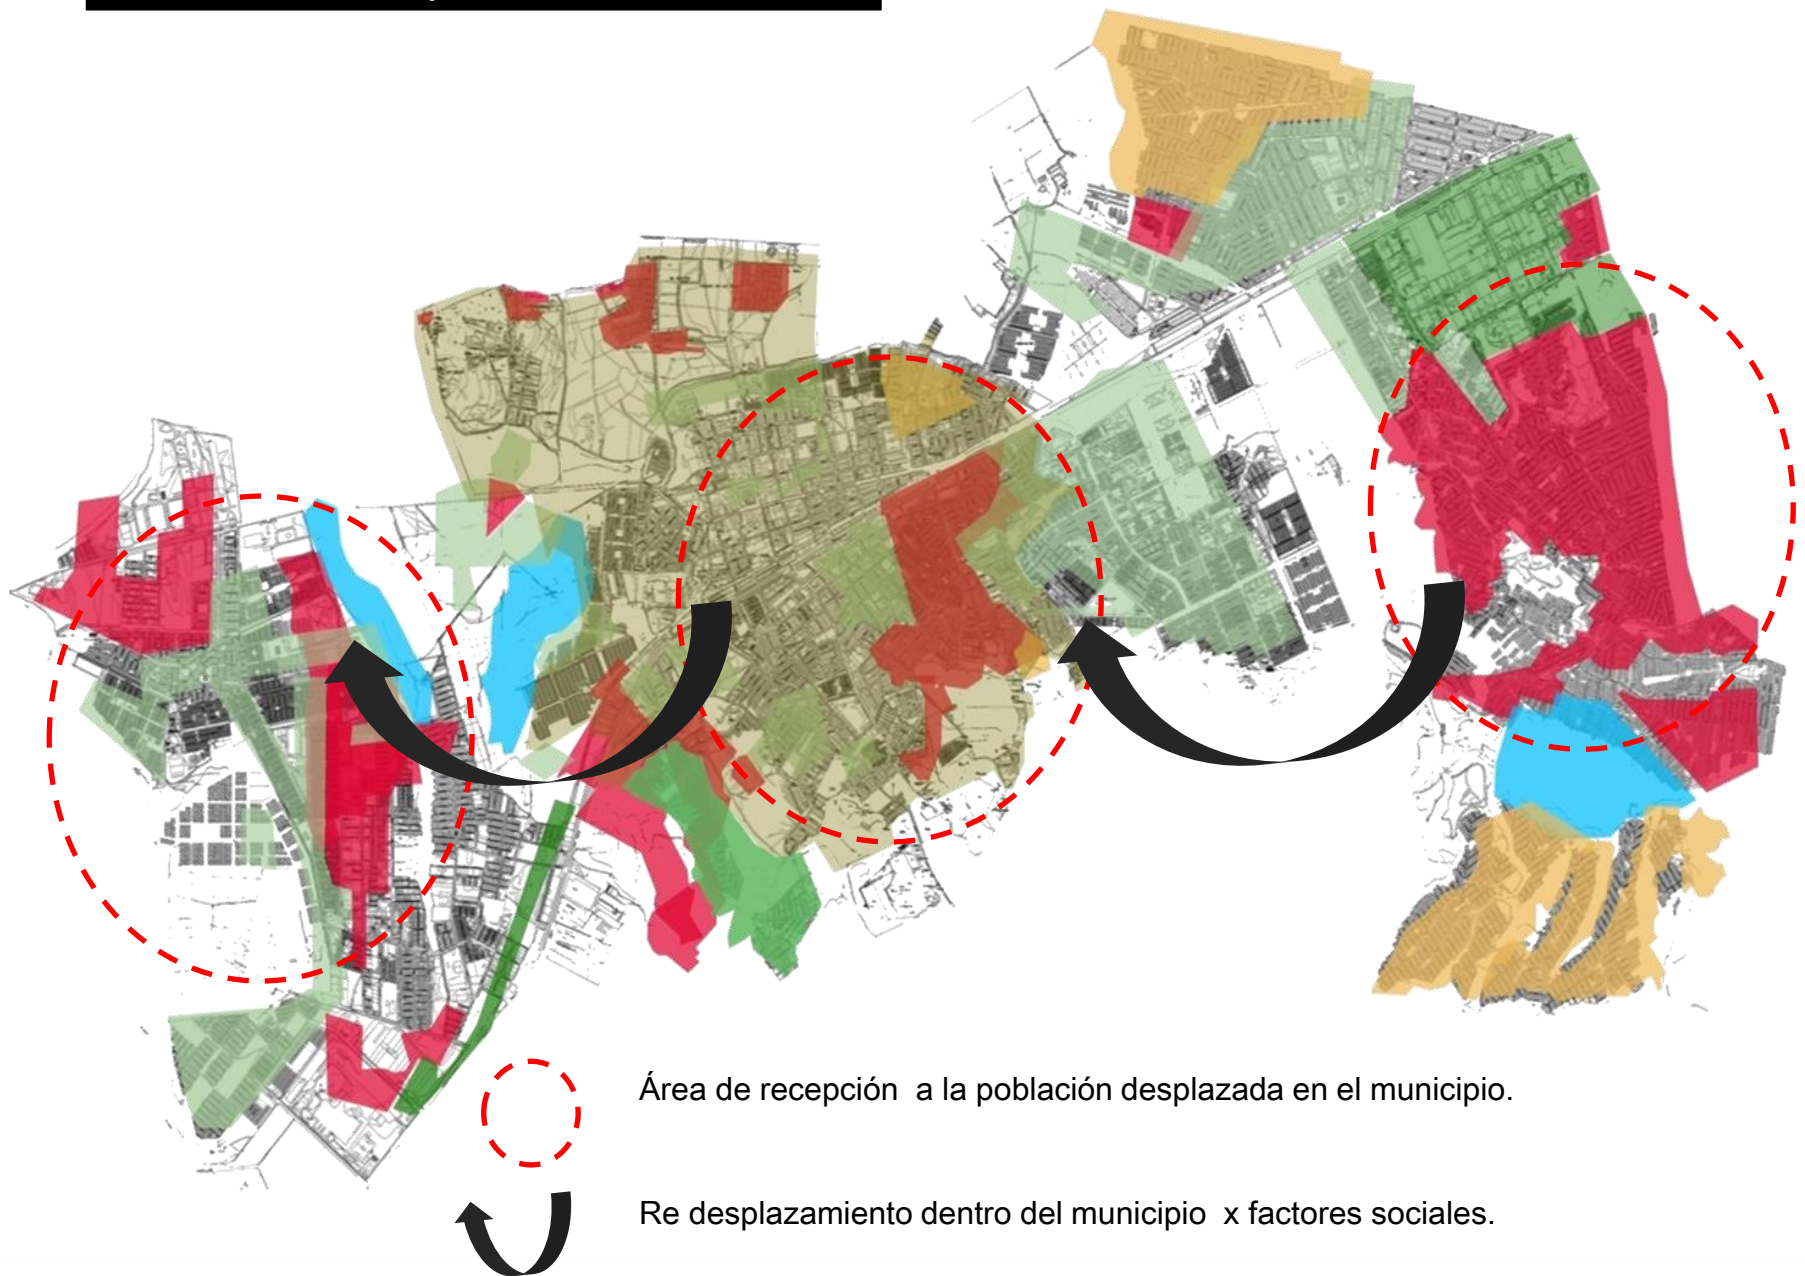 Área de recepción  a la población desplazada en el municipio.
Re desplazamiento dentro del municipio  x factores sociales.